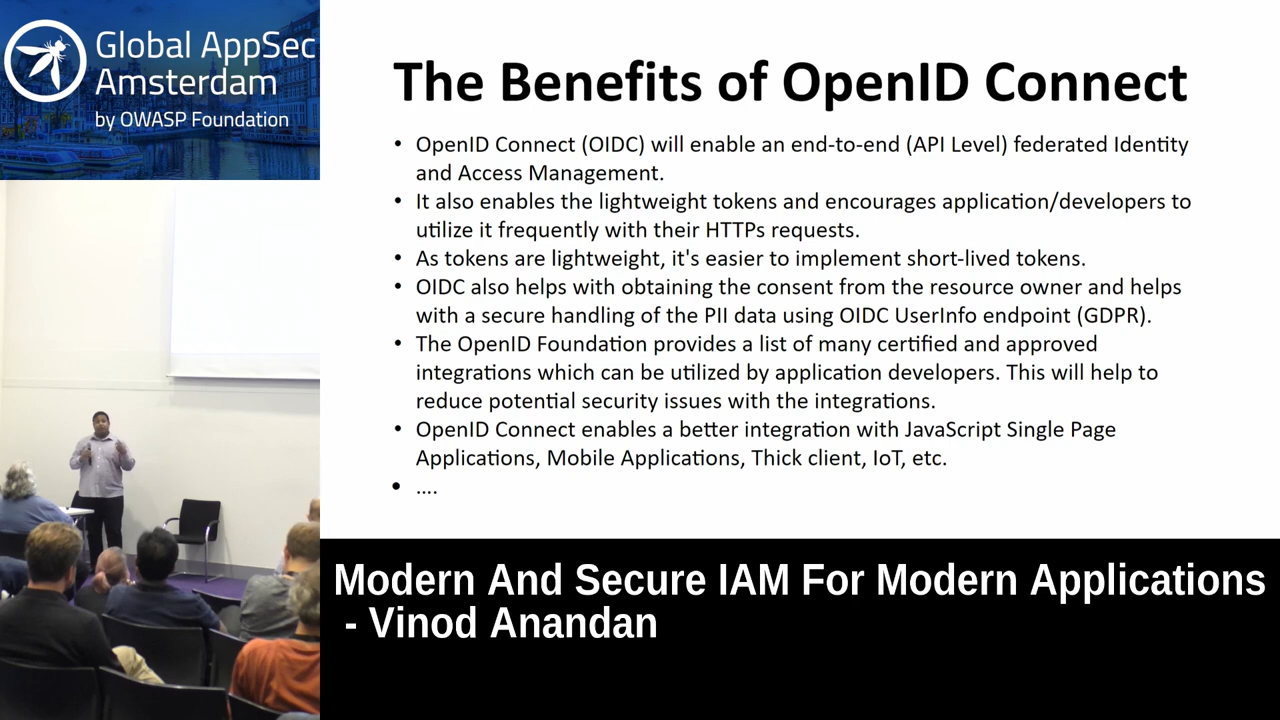 Global AppSec
Amsterdam
by OWASP Foundation
The Benefits of OpenID Connect
• OpenID Connect (OIDC) will enable an end-to-end (API Level) federated Identity
and Access Management.
• It also enables the lightweight tokens and encourages application/developers to
utilize it frequently with their HTTPs requests.
• As tokens are lightweight, it's easier to implement short-lived tokens.
• OIDC also helps with obtaining the consent from the resource owner and helps
with a secure handling of the PII data using OIDC UserInfo endpoint (GDPR).
• The OpenID Foundation provides a list of many certified and approved
integrations which can be utilized by application developers. This will help to
reduce potential security issues with the integrations.
• OpenID Connect enables a better integration with JavaScript Single Page
Applications, Mobile Applications, Thick client, IoT, etc.
• ....
Modern And Secure IAM For Modern Applications
- Vinod Anandan